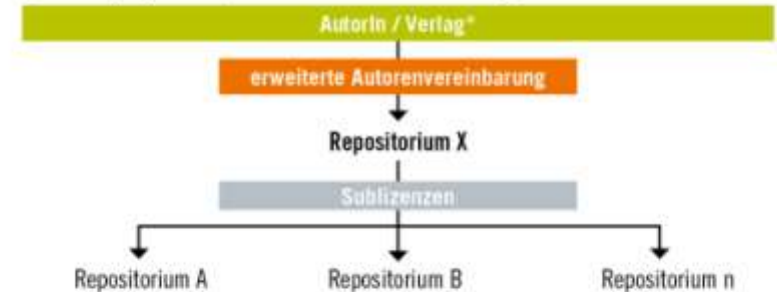 AutorIn / Verlag*
erweiterte Autorenvereinbarung
Repositorium X
Sublizenzen
Repositorium A Repositorium B Repositorium n